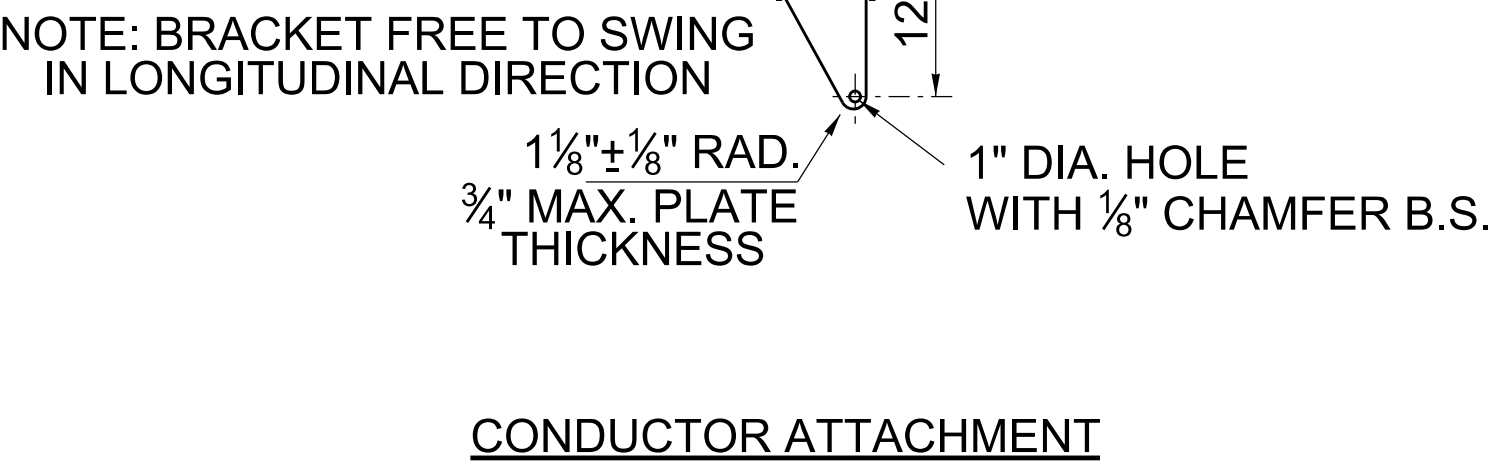 NOTE: BRACKET FREE TO SWING
IN LONGITUDINAL DIRECTION
12
1⅛"±⅛" RAD.
¾" MAX. PLATE
THICKNESS
1" DIA. HOLE
WITH ⅛" CHAMFER B.S.
CONDUCTOR ATTACHMENT